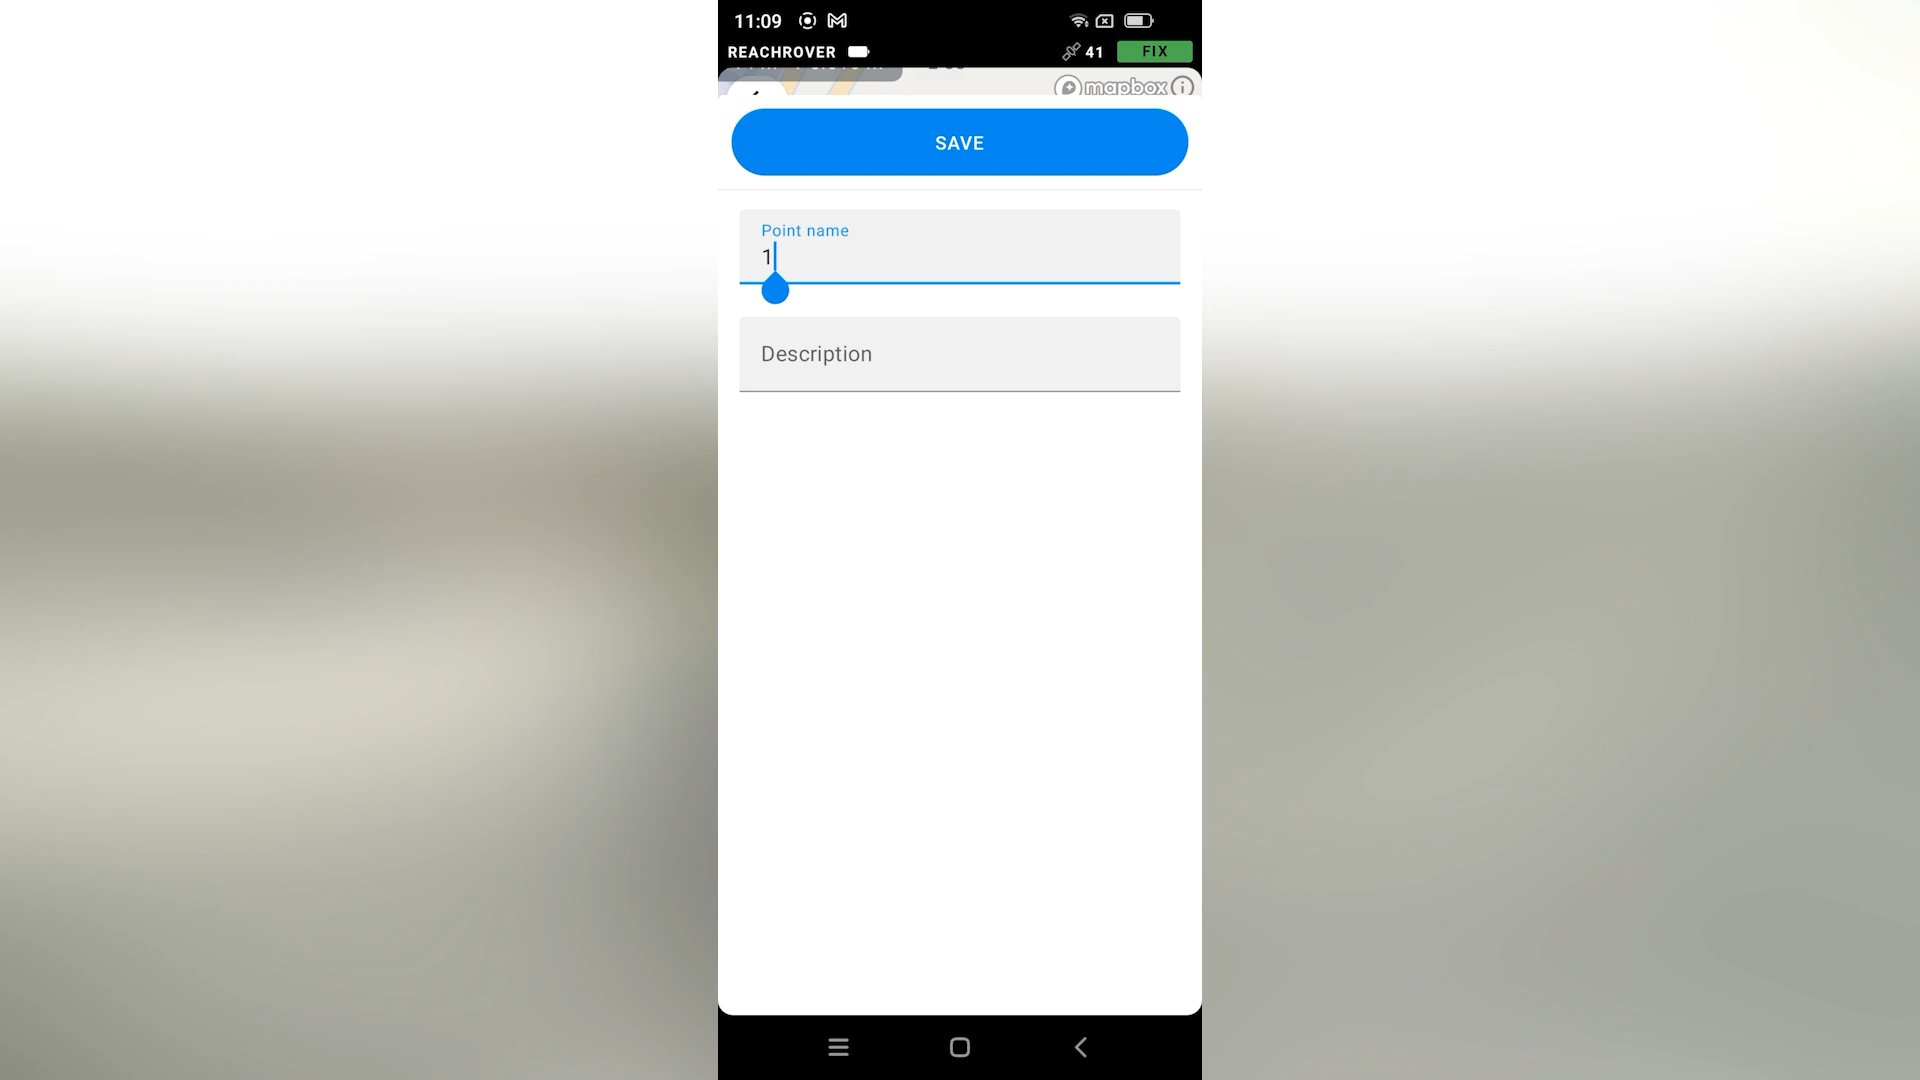 11:09
REACHROVER
41
FIX
mapbox
SAVE
Point name
1
Description